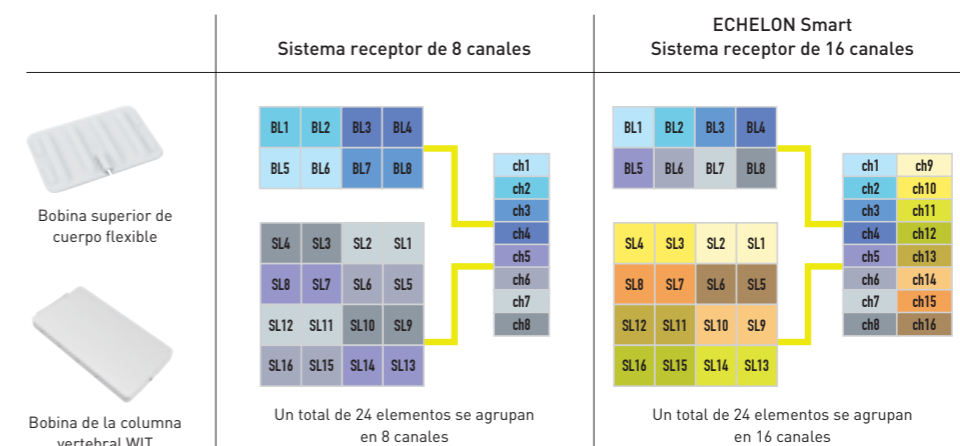 Sistema receptor de 8 canales
ECHELON Smart
Sistema receptor de 16 canales
Bobina superior de
cuerpo flexible
BL1 BL2 BL3 BL4
BL5 BL6 BL7 BL8
SL4 SL3 SL2 SL1
SL8 SL7 SL6 SL5
SL12 SL11 SL10 SL9
SL16 SL15 SL14 SL13
ch1
ch2
ch3
ch4
ch5
ch6
ch7
ch8
Un total de 24 elementos se agrupan
en 8 canales
BL1 BL2 BL3 BL4
BL5 BL6 BL7 BL8
SL4 SL3 SL2 SL1
SL8 SL7 SL6 SL5
SL12 SL11 SL10 SL9
SL16 SL15 SL14 SL13
ch1 ch9
ch2 ch10
ch3 ch11
ch4 ch12
ch5 ch13
ch6 ch14
ch7 ch15
ch8 ch16
Un total de 24 elementos se agrupan
en 16 canales
Bobina de la columna
vertebral WIT